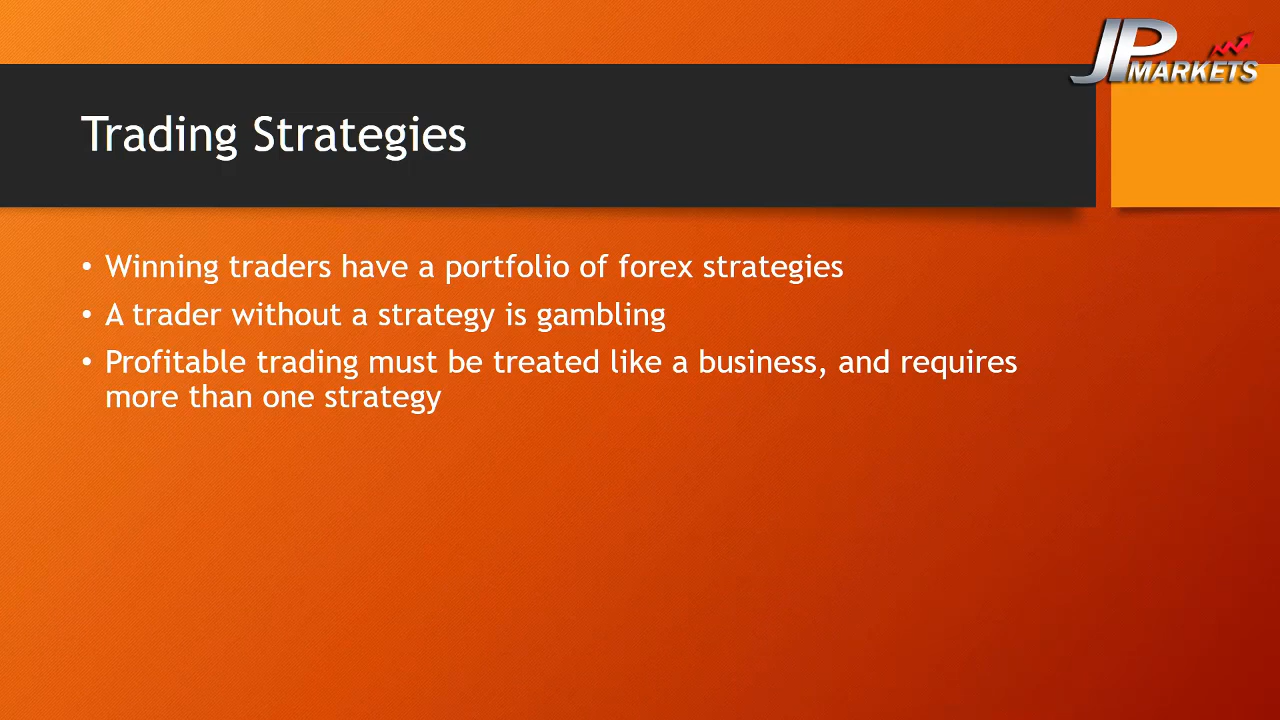 JP MARKETS
Trading Strategies
• Winning traders have a portfolio of forex strategies
• A trader without a strategy is gambling
• Profitable trading must be treated like a business, and requires
more than one strategy